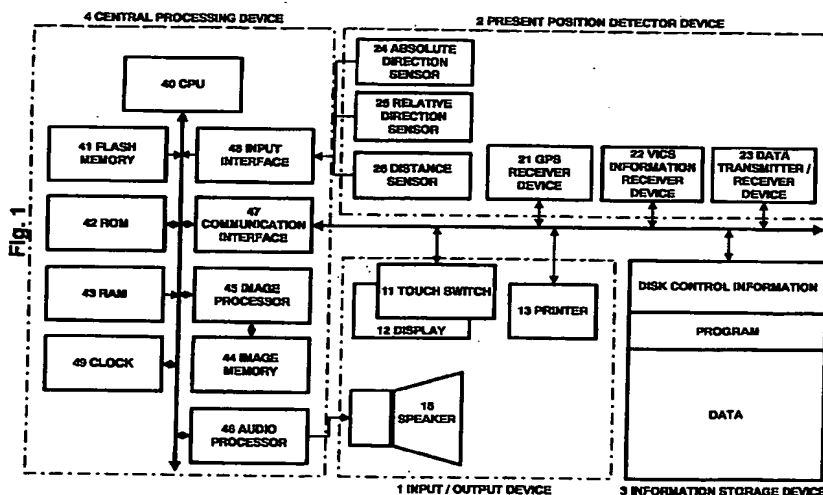 4 CENTRAL PROCESSING DEVICE
2 PRESENT POSITION DETECTOR DEVICE
Fig. 1
40 CPU
41 FLASH
MEMORY
48 INPUT
INTERFACE
42 ROM
47
COMMUNICATION
INTERFACE
43 RAM
45 IMAGE
PROCESSOR
49 CLOCK
44 IMAGE
MEMORY
46 AUDIO
PROCESSOR
24 ABSOLUTE
DIRECTION
SENSOR
25 RELATIVE
DIRECTION
SENSOR
26 DISTANCE
SENSOR
21 GPS
RECEIVER
DEVICE
22 VICS
INFORMATION
RECEIVER
DEVICE
23 DATA
TRANSMITTER /
RECEIVER
DEVICE
11 TOUCH SWITCH
12 DISPLAY
13 PRINTER
16
SPEAKER
1 INPUT / OUTPUT DEVICE
DISK CONTROL INFORMATION
PROGRAM
DATA
3 INFORMATION STORAGE DEVICE